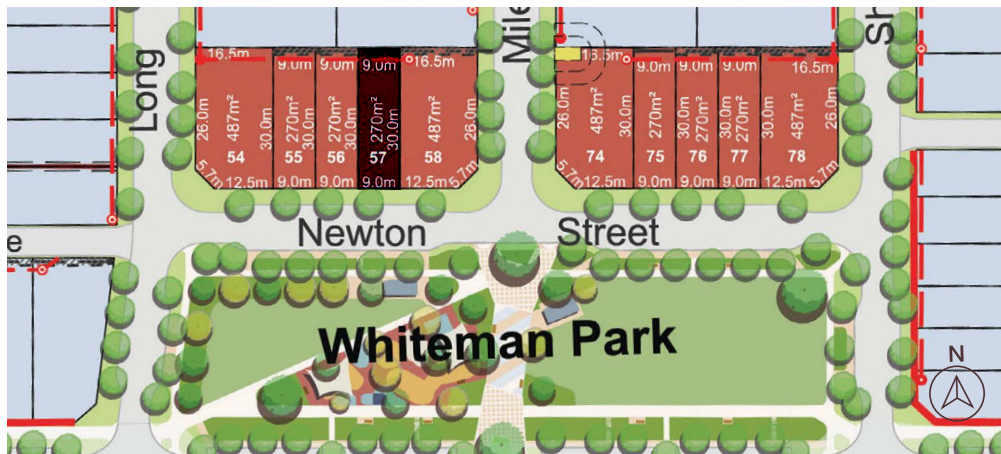 Long
Mile
Sh
16.5m
9.0m
9.0m
9.0m
16.5m
26.0m
487m²
30.0m
270m²
30.0m
270m²
30.0m
270m²
30.0m
487m²
26.0m
54
55
56
57
58
5.7m
12.5m
9.0m
9.0m
9.0m
12.5m
5.7m
16.5m
9.0m
9.0m
9.0m
16.5m
26.0m
487m²
30.0m
270m²
30.0m
270m²
270m²
30.0m
487m²
26.0m
74
75
76
77
78
5.7m
12.5m
9.0m
9.0m
9.0m
12.5m
5.7m
e
Newton Street
Whiteman Park
N